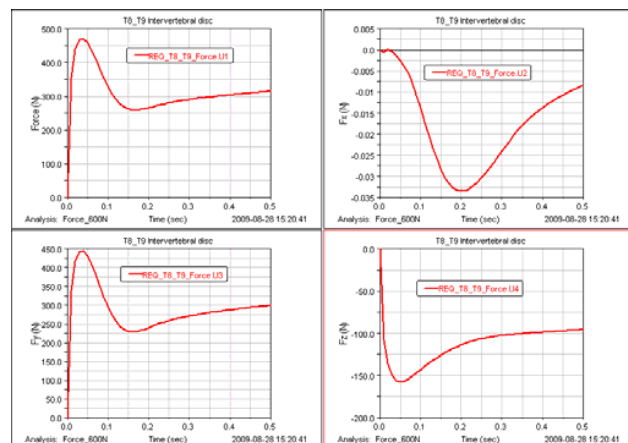 T8_T9 Intervertebral disc
500.0
400.0
300.0
200.0
100.0
0.0
Force (N)
REQ_T8_T9_Force.U1
0.0 0.1 0.2 0.3 0.4 0.5
Analysis: Force_600N Time (sec) 2009-08-28 15:20:41
T8_T9 Intervertebral disc
0.005
0.0
-0.005
-0.01
-0.015
-0.02
-0.025
-0.03
-0.035
Fx (N)
REQ_T8_T9_Force.U2
0.0 0.1 0.2 0.3 0.4 0.5
Analysis: Force_600N Time (sec) 2009-08-28 15:20:41
T8_T9 Intervertebral disc
450.0
400.0
350.0
300.0
250.0
200.0
150.0
100.0
50.0
0.0
Fy (N)
REQ_T8_T9_Force.U3
0.0 0.1 0.2 0.3 0.4 0.5
Analysis: Force_600N Time (sec) 2009-08-28 15:20:41
T8_T9 Intervertebral disc
0.0
-50.0
-100.0
-150.0
-200.0
Fz (N)
REQ_T8_T9_Force.U4
0.0 0.1 0.2 0.3 0.4 0.5
Analysis: Force_600N Time (sec) 2009-08-28 15:20:41